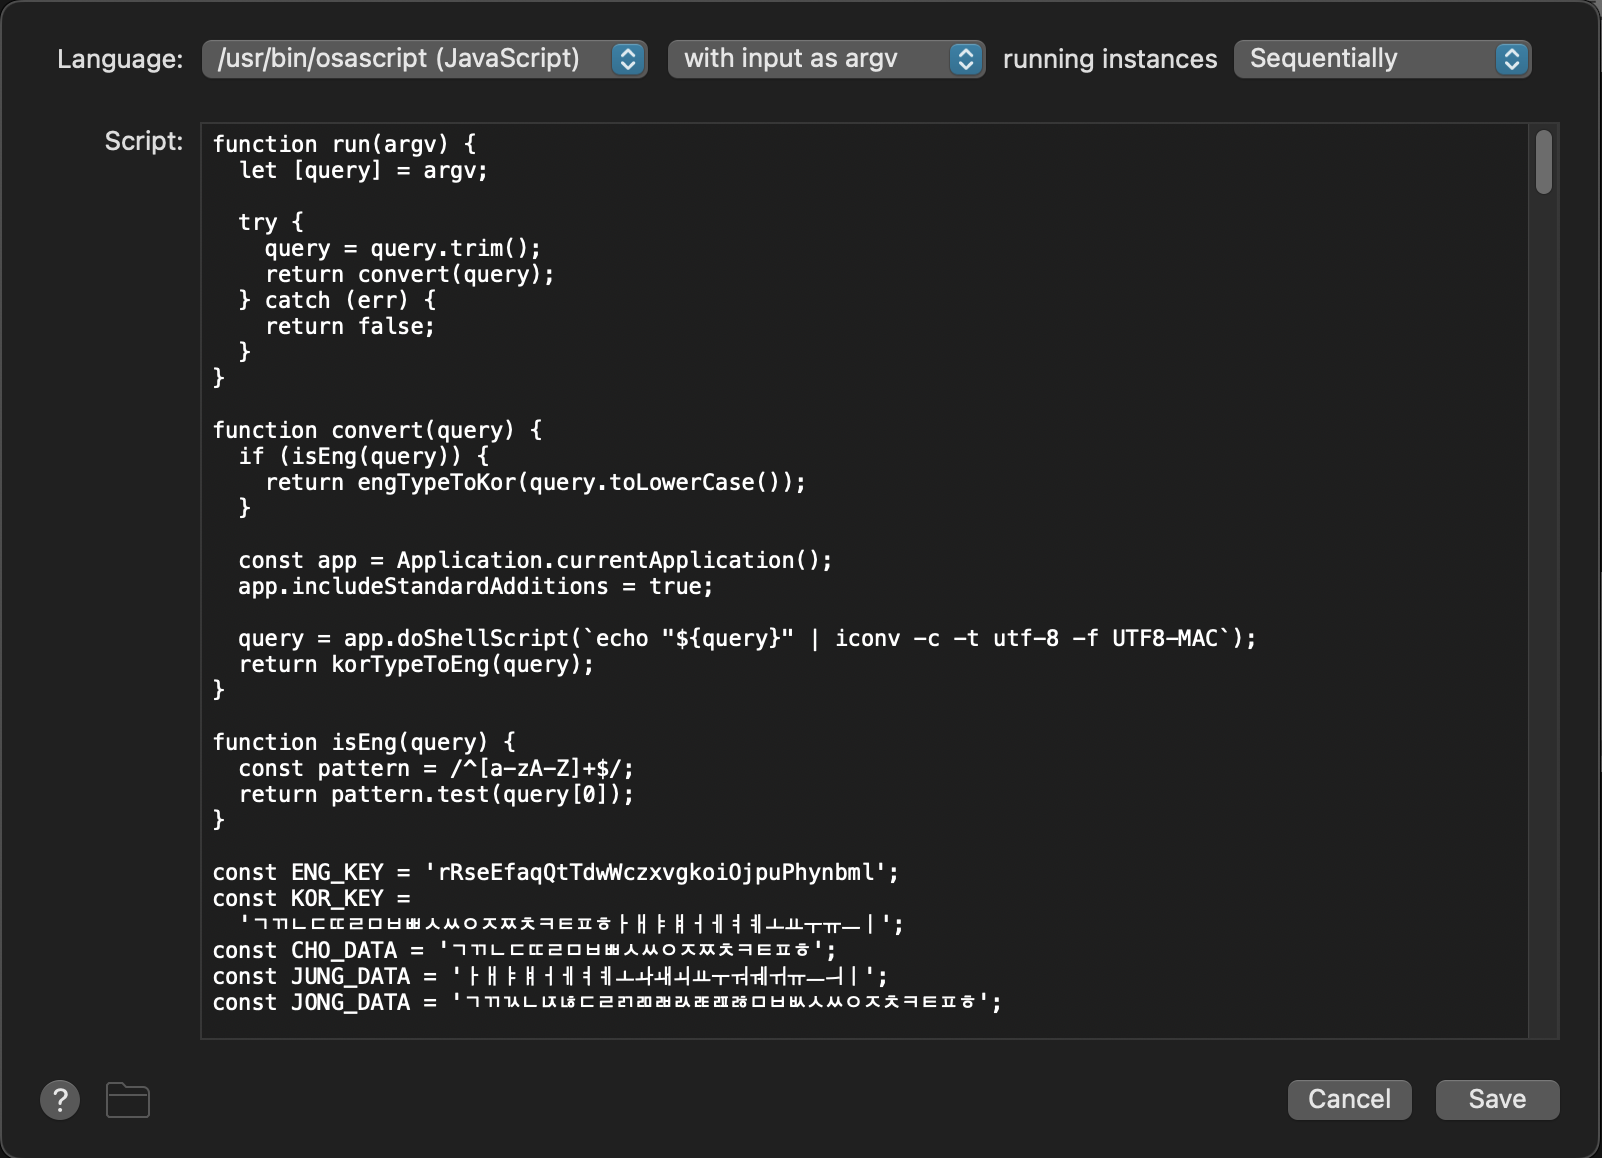 Language: /usr/bin/osascript (JavaScript) with input as argv running instances Sequentially
Script:
function run(argv) {
  let [query] = argv;

  try {
    query = query.trim();
    return convert(query);
  } catch (err) {
    return false;
  }
}

function convert(query) {
  if (isEng(query)) {
    return engTypeToKor(query.toLowerCase());
  }

  const app = Application.currentApplication();
  app.includeStandardAdditions = true;

  query = app.doShellScript(`echo "${query}" | iconv -c -t utf-8 -f UTF8-MAC`);
  return korTypeToEng(query);
}

function isEng(query) {
  const pattern = /^[a-zA-Z]+$/;
  return pattern.test(query[0]);
}

const ENG_KEY = 'rRseEfaqQtTdwWczxvgkoiOjpuPhynbml';
const KOR_KEY =
  'ㄱㄲㄴㄷㄸㄹㅁㅂㅃㅅㅆㅇㅈㅉㅊㅋㅌㅍㅎㅏㅐㅑㅒㅓㅔㅕㅖㅗㅛㅜㅠㅡㅣ';
const CHO_DATA = 'ㄱㄲㄴㄷㄸㄹㅁㅂㅃㅅㅆㅇㅈㅉㅊㅋㅌㅍㅎ';
const JUNG_DATA = 'ㅏㅐㅑㅒㅓㅔㅕㅖㅗㅘㅙㅚㅛㅜㅝㅞㅟㅠㅡㅢㅣ';
const JONG_DATA = 'ㄱㄲㄳㄴㄵㄶㄷㄹㄺㄻㄼㄽㄾㄿㅀㅁㅂㅄㅅㅆㅇㅈㅊㅋㅌㅍㅎ';
?
Cancel
Save